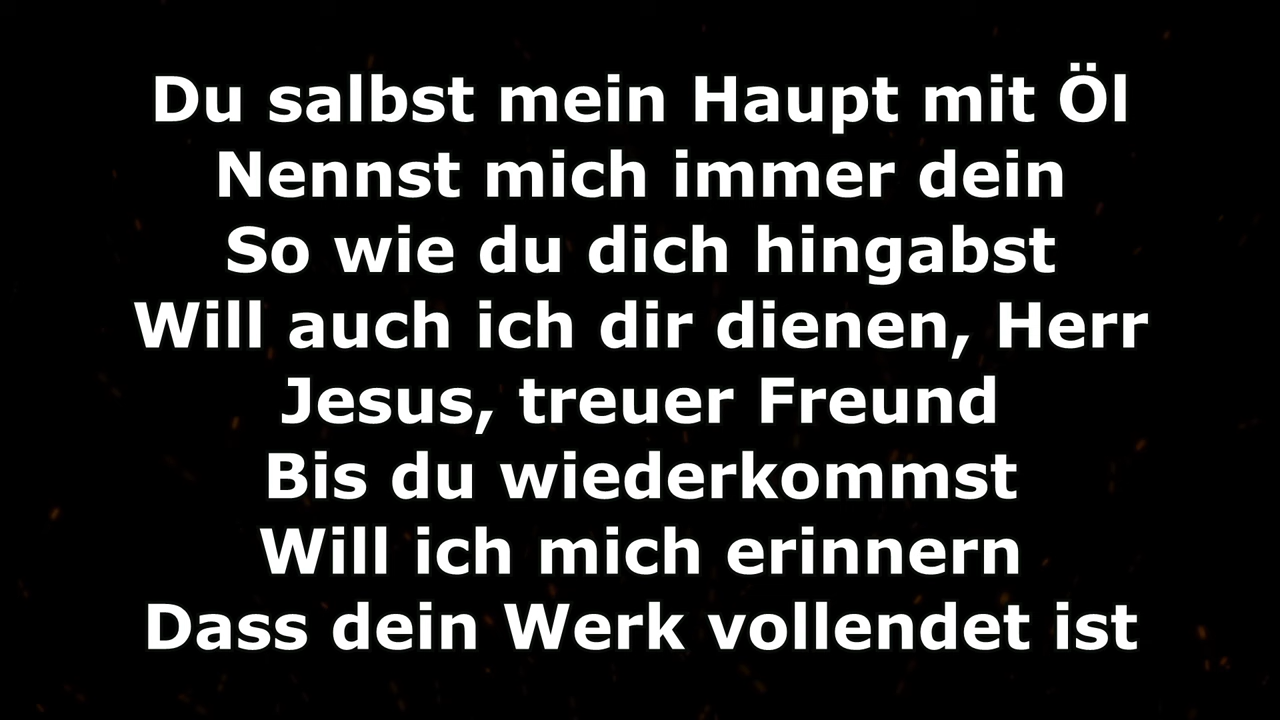 Du salbst mein Haupt mit Öl
Nennst mich immer dein
So wie du dich hingabst
Will auch ich dir dienen, Herr
Jesus, treuer Freund
Bis du wiederkommst
Will ich mich erinnern
Dass dein Werk vollendet ist